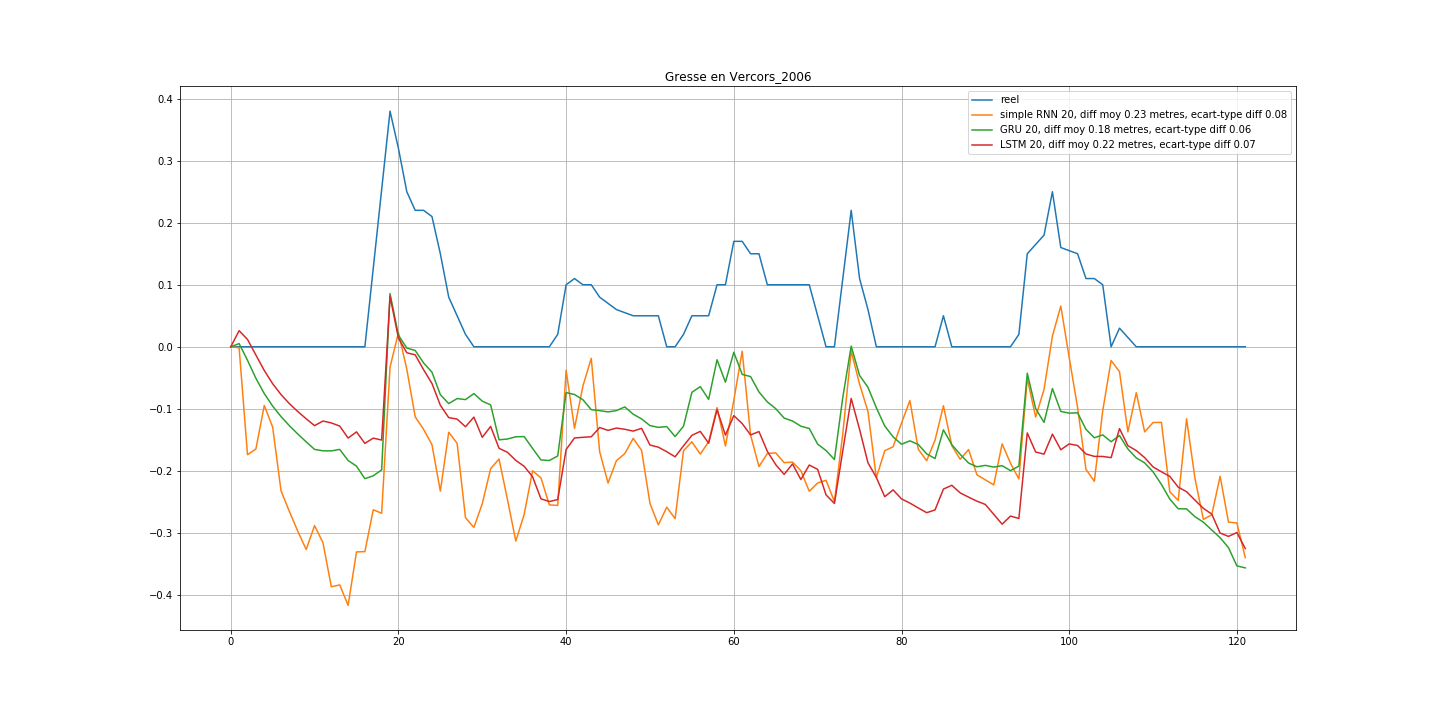 Gresse en Vercors_2006
reel
simple RNN 20, diff moy 0.23 metres, ecart-type diff 0.08
GRU 20, diff moy 0.18 metres, ecart-type diff 0.06
LSTM 20, diff moy 0.22 metres, ecart-type diff 0.07
0.4
0.3
0.2
0.1
0.0
−0.1
−0.2
−0.3
−0.4
0 20 40 60 80 100 120